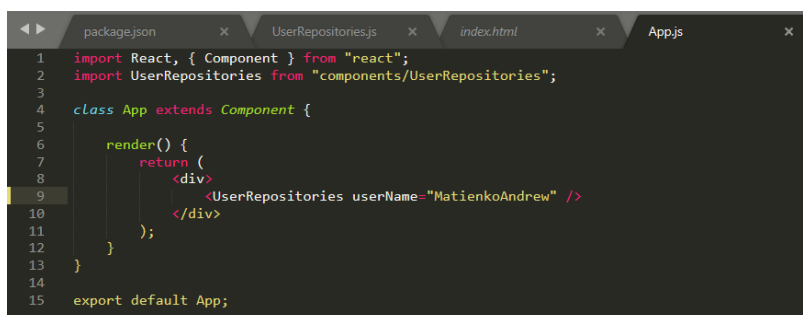 package.json × UserRepositories.js × index.html × App.js ×
1 import React, { Component } from "react";
2 import UserRepositories from "components/UserRepositories";
3
4 class App extends Component {
5
6     render() {
7         return (
8             <div>
9                 <UserRepositories userName="MatienkoAndrew" />
10             </div>
11         );
12     }
13 }
14
15 export default App;